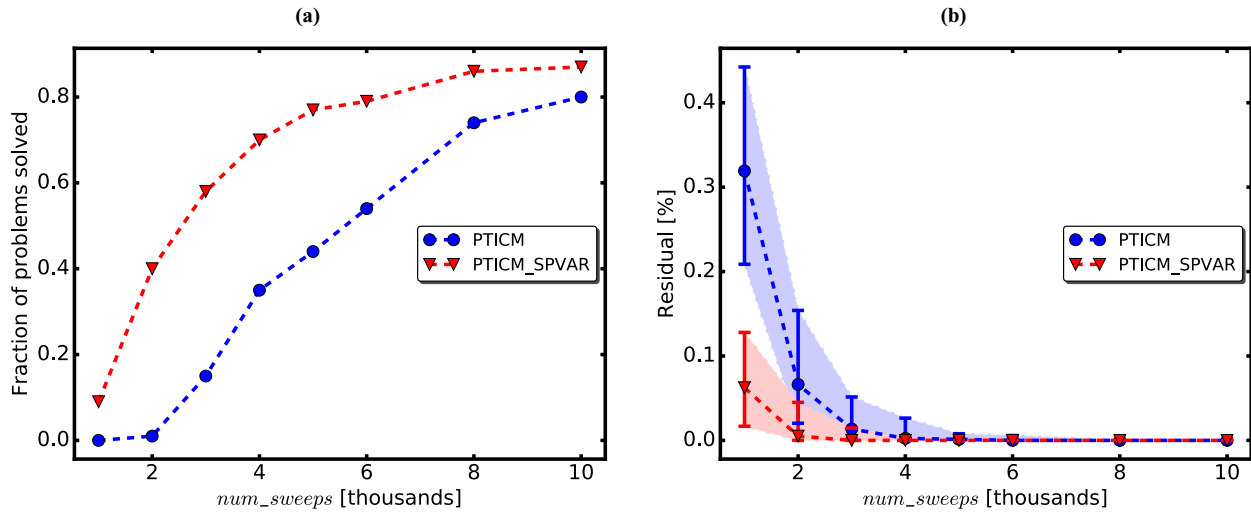 (a)
Fraction of problems solved
0.8
0.6
0.4
0.2
0.0
2 4 6 8 10
num_sweeps [thousands]
PTICM
PTICM_SPVAR
(b)
Residual [%]
0.4
0.3
0.2
0.1
0.0
2 4 6 8 10
num_sweeps [thousands]
PTICM
PTICM_SPVAR